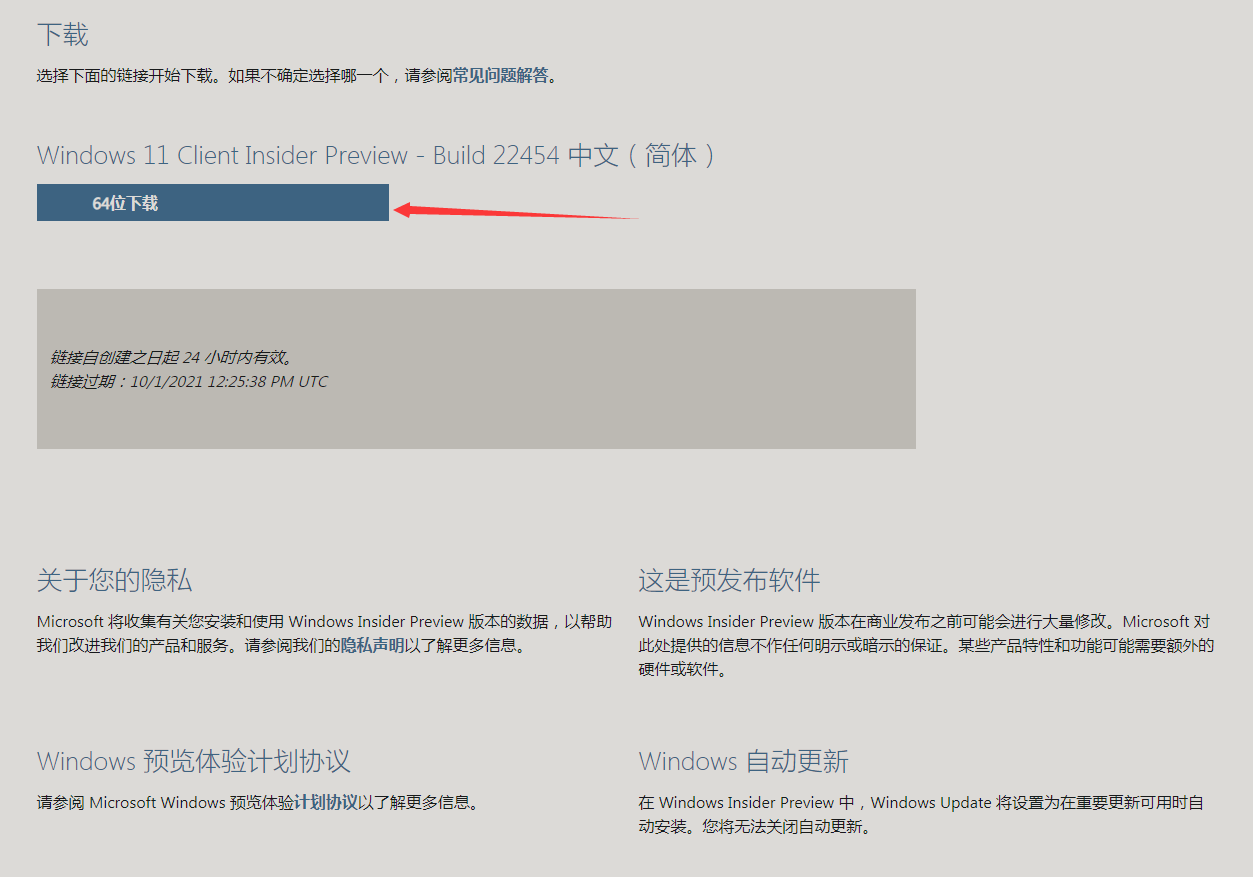 下载
选择下面的链接开始下载。如果不确定选择哪一个，请参阅常见问题解答。
Windows 11 Client Insider Preview - Build 22454 中文（简体）
64位下载
链接自创建之日起 24 小时内有效。
链接过期：10/1/2021 12:25:38 PM UTC
关于您的隐私
Microsoft 将收集有关您安装和使用 Windows Insider Preview 版本的数据，以帮助
我们改进我们的产品和服务。请参阅我们的隐私声明以了解更多信息。
这是预发布软件
Windows Insider Preview 版本在商业发布之前可能会进行大量修改。Microsoft 对
此处提供的信息不作任何明示或暗示的保证。某些产品特性和功能可能需要额外的
硬件或软件。
Windows 预览体验计划协议
请参阅 Microsoft Windows 预览体验计划协议以了解更多信息。
Windows 自动更新
在 Windows Insider Preview 中，Windows Update 将设置为在重要更新可用时自
动安装。您将无法关闭自动更新。